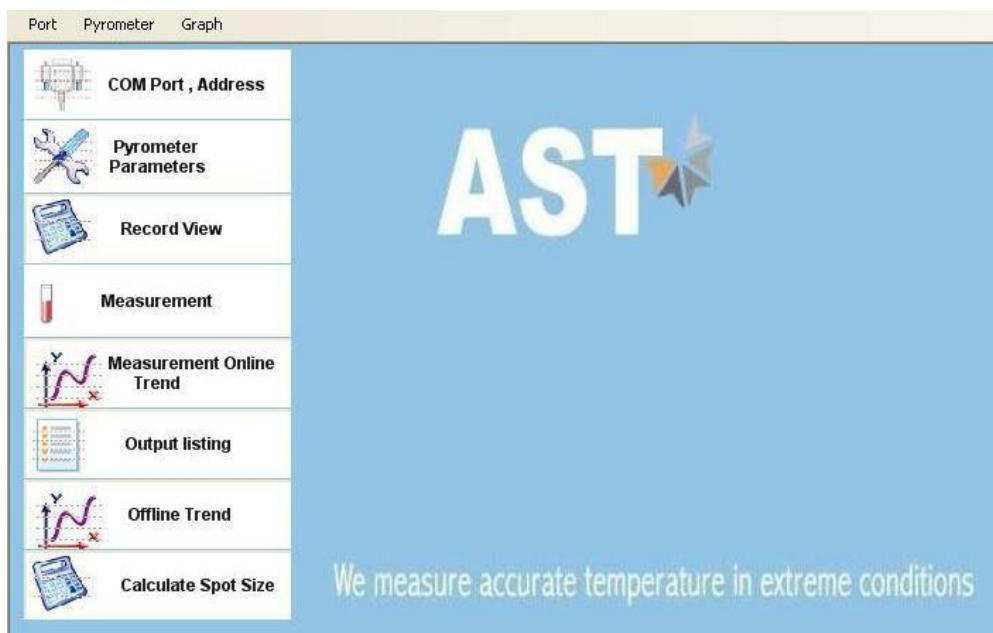 Port Pyrometer Graph
COM Port , Address
Pyrometer
Parameters
Record View
Measurement
Measurement Online
Trend
Output listing
Offline Trend
Calculate Spot Size
AST
We measure accurate temperature in extreme conditions